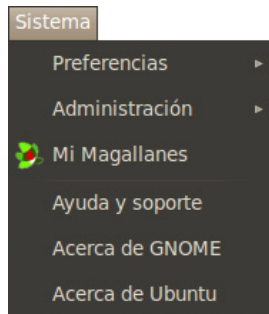 Sistema
Preferencias
Administración
Mi Magallanes
Ayuda y soporte
Acerca de GNOME
Acerca de Ubuntu